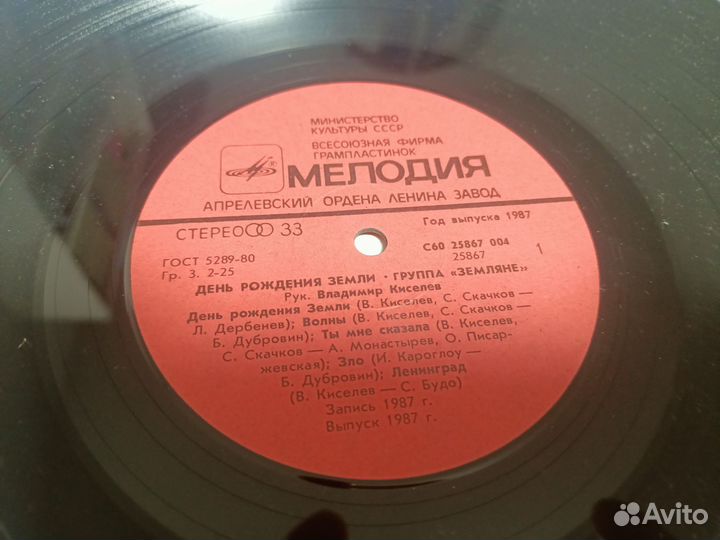 МИНИСТЕРСТВО
КУЛЬТУРЫ СССР
ВСЕСОЮЗНАЯ ФИРМА
ГРАМПЛАСТИНОК
МЕЛОДИЯ
АПРЕЛЕВСКИЙ ОРДЕНА ЛЕНИНА ЗАВОД
СТЕРЕО 33
Год выпуска 1987
ГОСТ 5289-80
Гр. 3. 2-25
С60 25867 004
25867
1
ДЕНЬ РОЖДЕНИЯ ЗЕМЛИ • ГРУППА «ЗЕМЛЯНЕ»
Рук. Владимир Киселев
День рождения Земли (В. Киселев, С. Скачков —
Л. Дербенев); Волны (В. Киселев, С. Скачков —
Б. Дубровин); Ты мне сказала (В. Киселев,
С. Скачков — А. Монастырев, О. Писар-
жевская); Зло (И. Кароглоу —
Б. Дубровин); Ленинград
(В. Киселев — С. Будо)
Запись 1987 г.
Выпуск 1987 г.
Avito